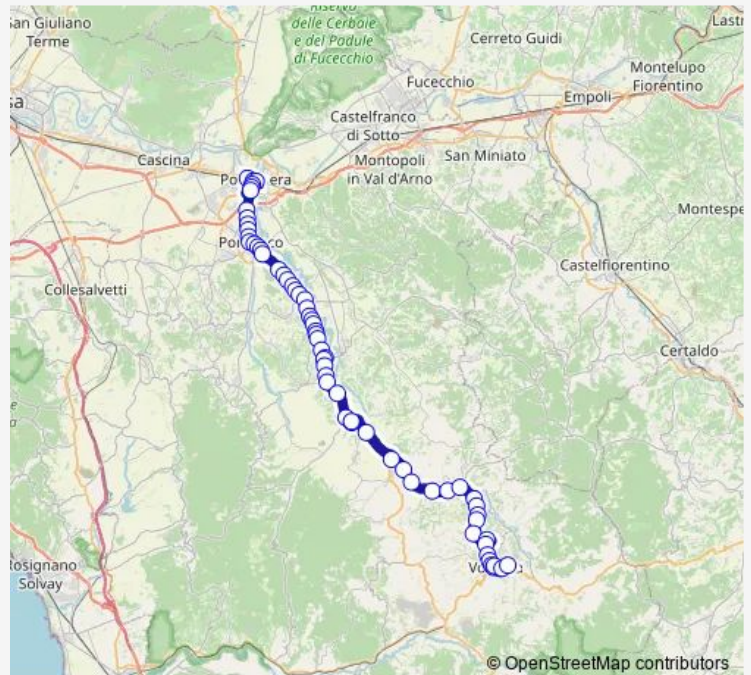 Riserva
delle Cerbaie
e del Padule
di Fucecchio
San Giuliano
Terme
Cerreto Guidi
Lastr
Montelupo
Fiorentino
Fucecchio
Empoli
Castelfranco
di Sotto
Cascina
Montopoli
in Val d'Arno
San Miniato
Montespe
Castelfiorentino
Collesalvetti
Certaldo
Rosignano
Solvay
© OpenStreetMap contributors